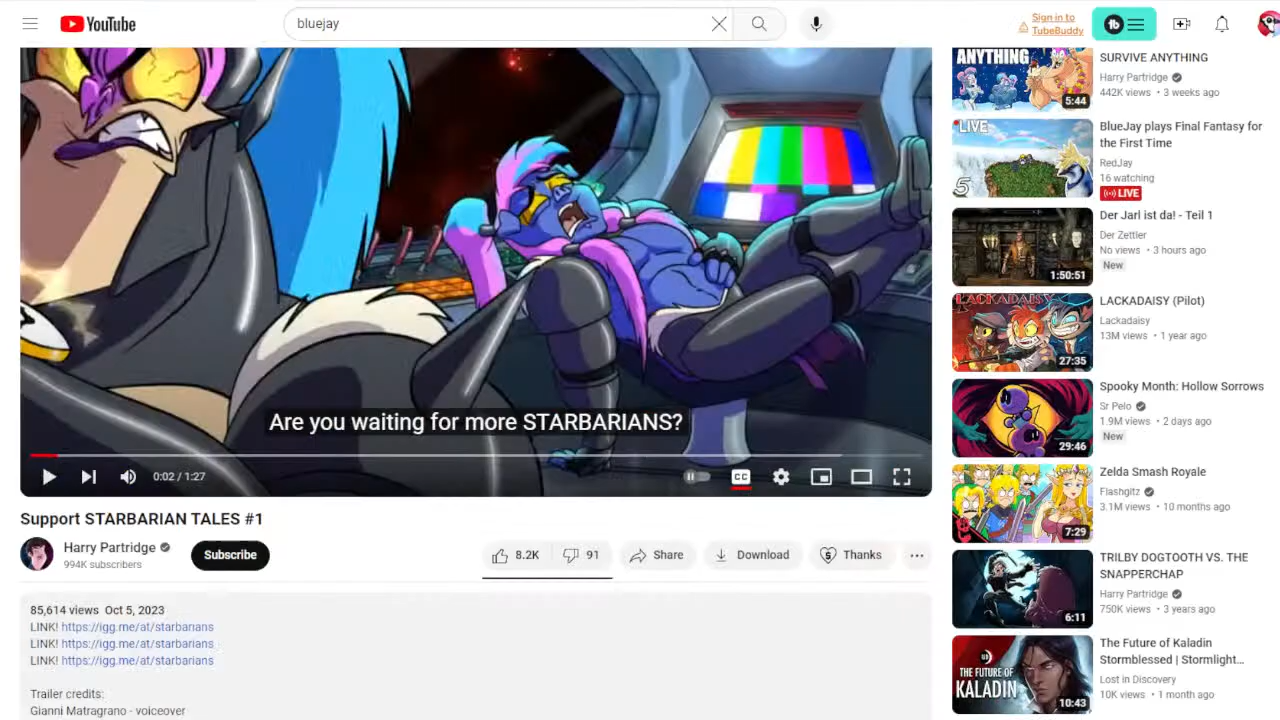 YouTube
bluejay
Sign in to
TubeBuddy
Are you waiting for more STARBARIANS?
0:02 / 1:27
CC
Support STARBARIAN TALES #1
Harry Partridge
994K subscribers
Subscribe
8.2K
91
Share
Download
Thanks
85,614 views Oct 5, 2023
LINK! https://igg.me/at/starbarians
LINK! https://igg.me/at/starbarians
LINK! https://igg.me/at/starbarians
Trailer credits:
Gianni Matragrano - voiceover
ANYTHING
5:44
SURVIVE ANYTHING
Harry Partridge
442K views • 3 weeks ago
LIVE
5
BlueJay plays Final Fantasy for
the First Time
RedJay
16 watching
LIVE
1:50:51
Der Jarl ist da! - Teil 1
Der Zettler
No views • 3 hours ago
New
LACKADAISY
27:35
LACKADAISY (Pilot)
Lackadaisy
13M views • 1 year ago
29:46
Spooky Month: Hollow Sorrows
Sr Pelo
1.9M views • 2 days ago
New
7:29
Zelda Smash Royale
Flashgitz
3.1M views • 10 months ago
6:11
TRILBY DOGTOOTH VS. THE
SNAPPERCHAP
Harry Partridge
750K views • 3 years ago
THE FUTURE OF
KALADIN
10:43
The Future of Kaladin
Stormblessed | Stormlight...
Lost in Discovery
10K views • 1 month ago